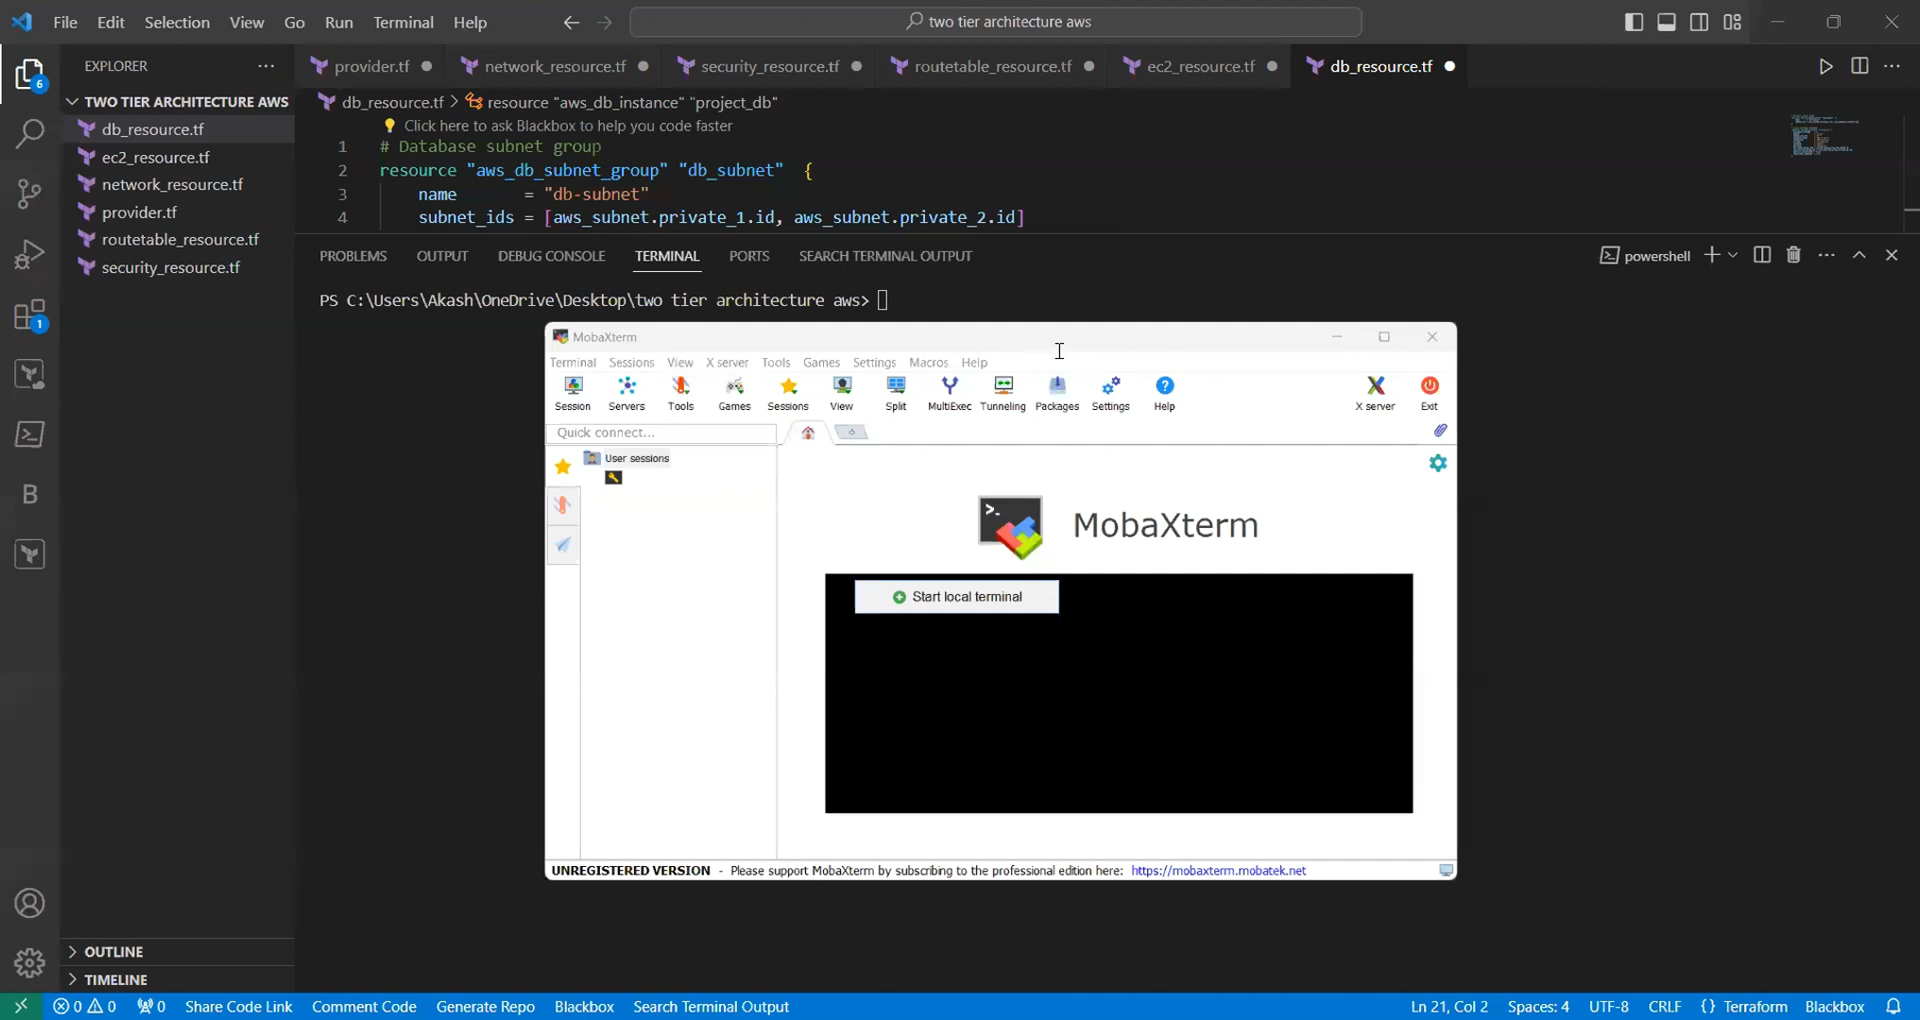 File Edit Selection View Go Run Terminal Help
two tier architecture aws
EXPLORER
TWO TIER ARCHITECTURE AWS
db_resource.tf
ec2_resource.tf
network_resource.tf
provider.tf
routetable_resource.tf
security_resource.tf
OUTLINE
TIMELINE
6
1
B
provider.tf network_resource.tf security_resource.tf routetable_resource.tf ec2_resource.tf db_resource.tf
db_resource.tf > resource "aws_db_instance" "project_db"
Click here to ask Blackbox to help you code faster
1 # Database subnet group
2 resource "aws_db_subnet_group" "db_subnet" {
3 name = "db-subnet"
4 subnet_ids = [aws_subnet.private_1.id, aws_subnet.private_2.id]
PROBLEMS OUTPUT DEBUG CONSOLE TERMINAL PORTS SEARCH TERMINAL OUTPUT
powershell
PS C:\Users\Akash\OneDrive\Desktop\two tier architecture aws>
MobaXterm
Terminal Sessions View X server Tools Games Settings Macros Help
Session Servers Tools Games Sessions View Split MultiExec Tunneling Packages Settings Help X server Exit
Quick connect...
User sessions
MobaXterm
Start local terminal
UNREGISTERED VERSION - Please support MobaXterm by subscribing to the professional edition here: https://mobaxterm.mobatek.net
0 0 0 Share Code Link Comment Code Generate Repo Blackbox Search Terminal Output
Ln 21, Col 2 Spaces: 4 UTF-8 CRLF {} Terraform Blackbox